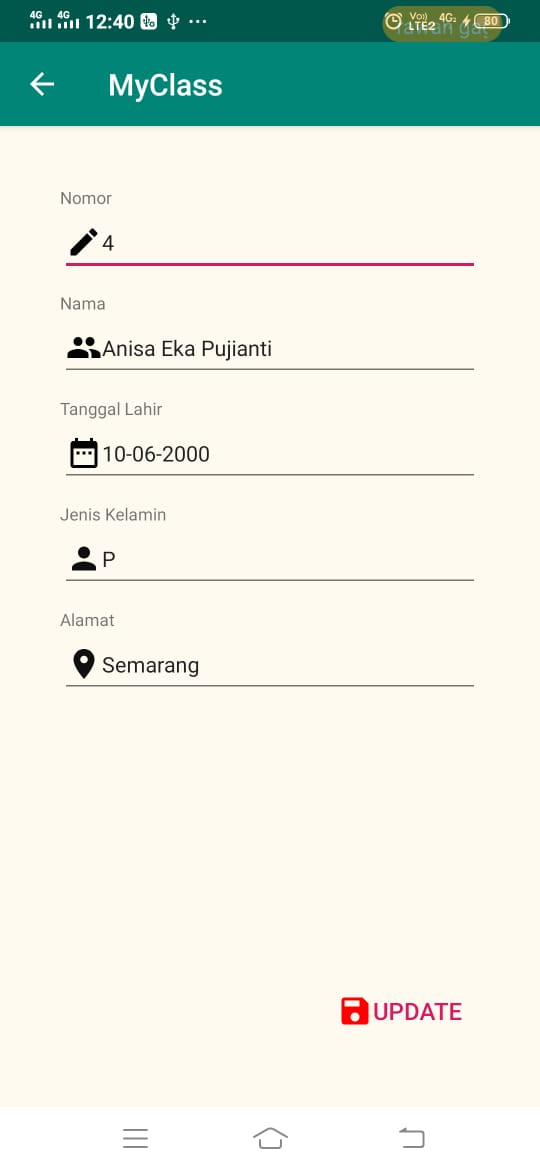 4G 4G 12:40 Vo)) LTE2 4G2 80
MyClass
Nomor
4
Nama
Anisa Eka Pujianti
Tanggal Lahir
10-06-2000
Jenis Kelamin
P
Alamat
Semarang
UPDATE